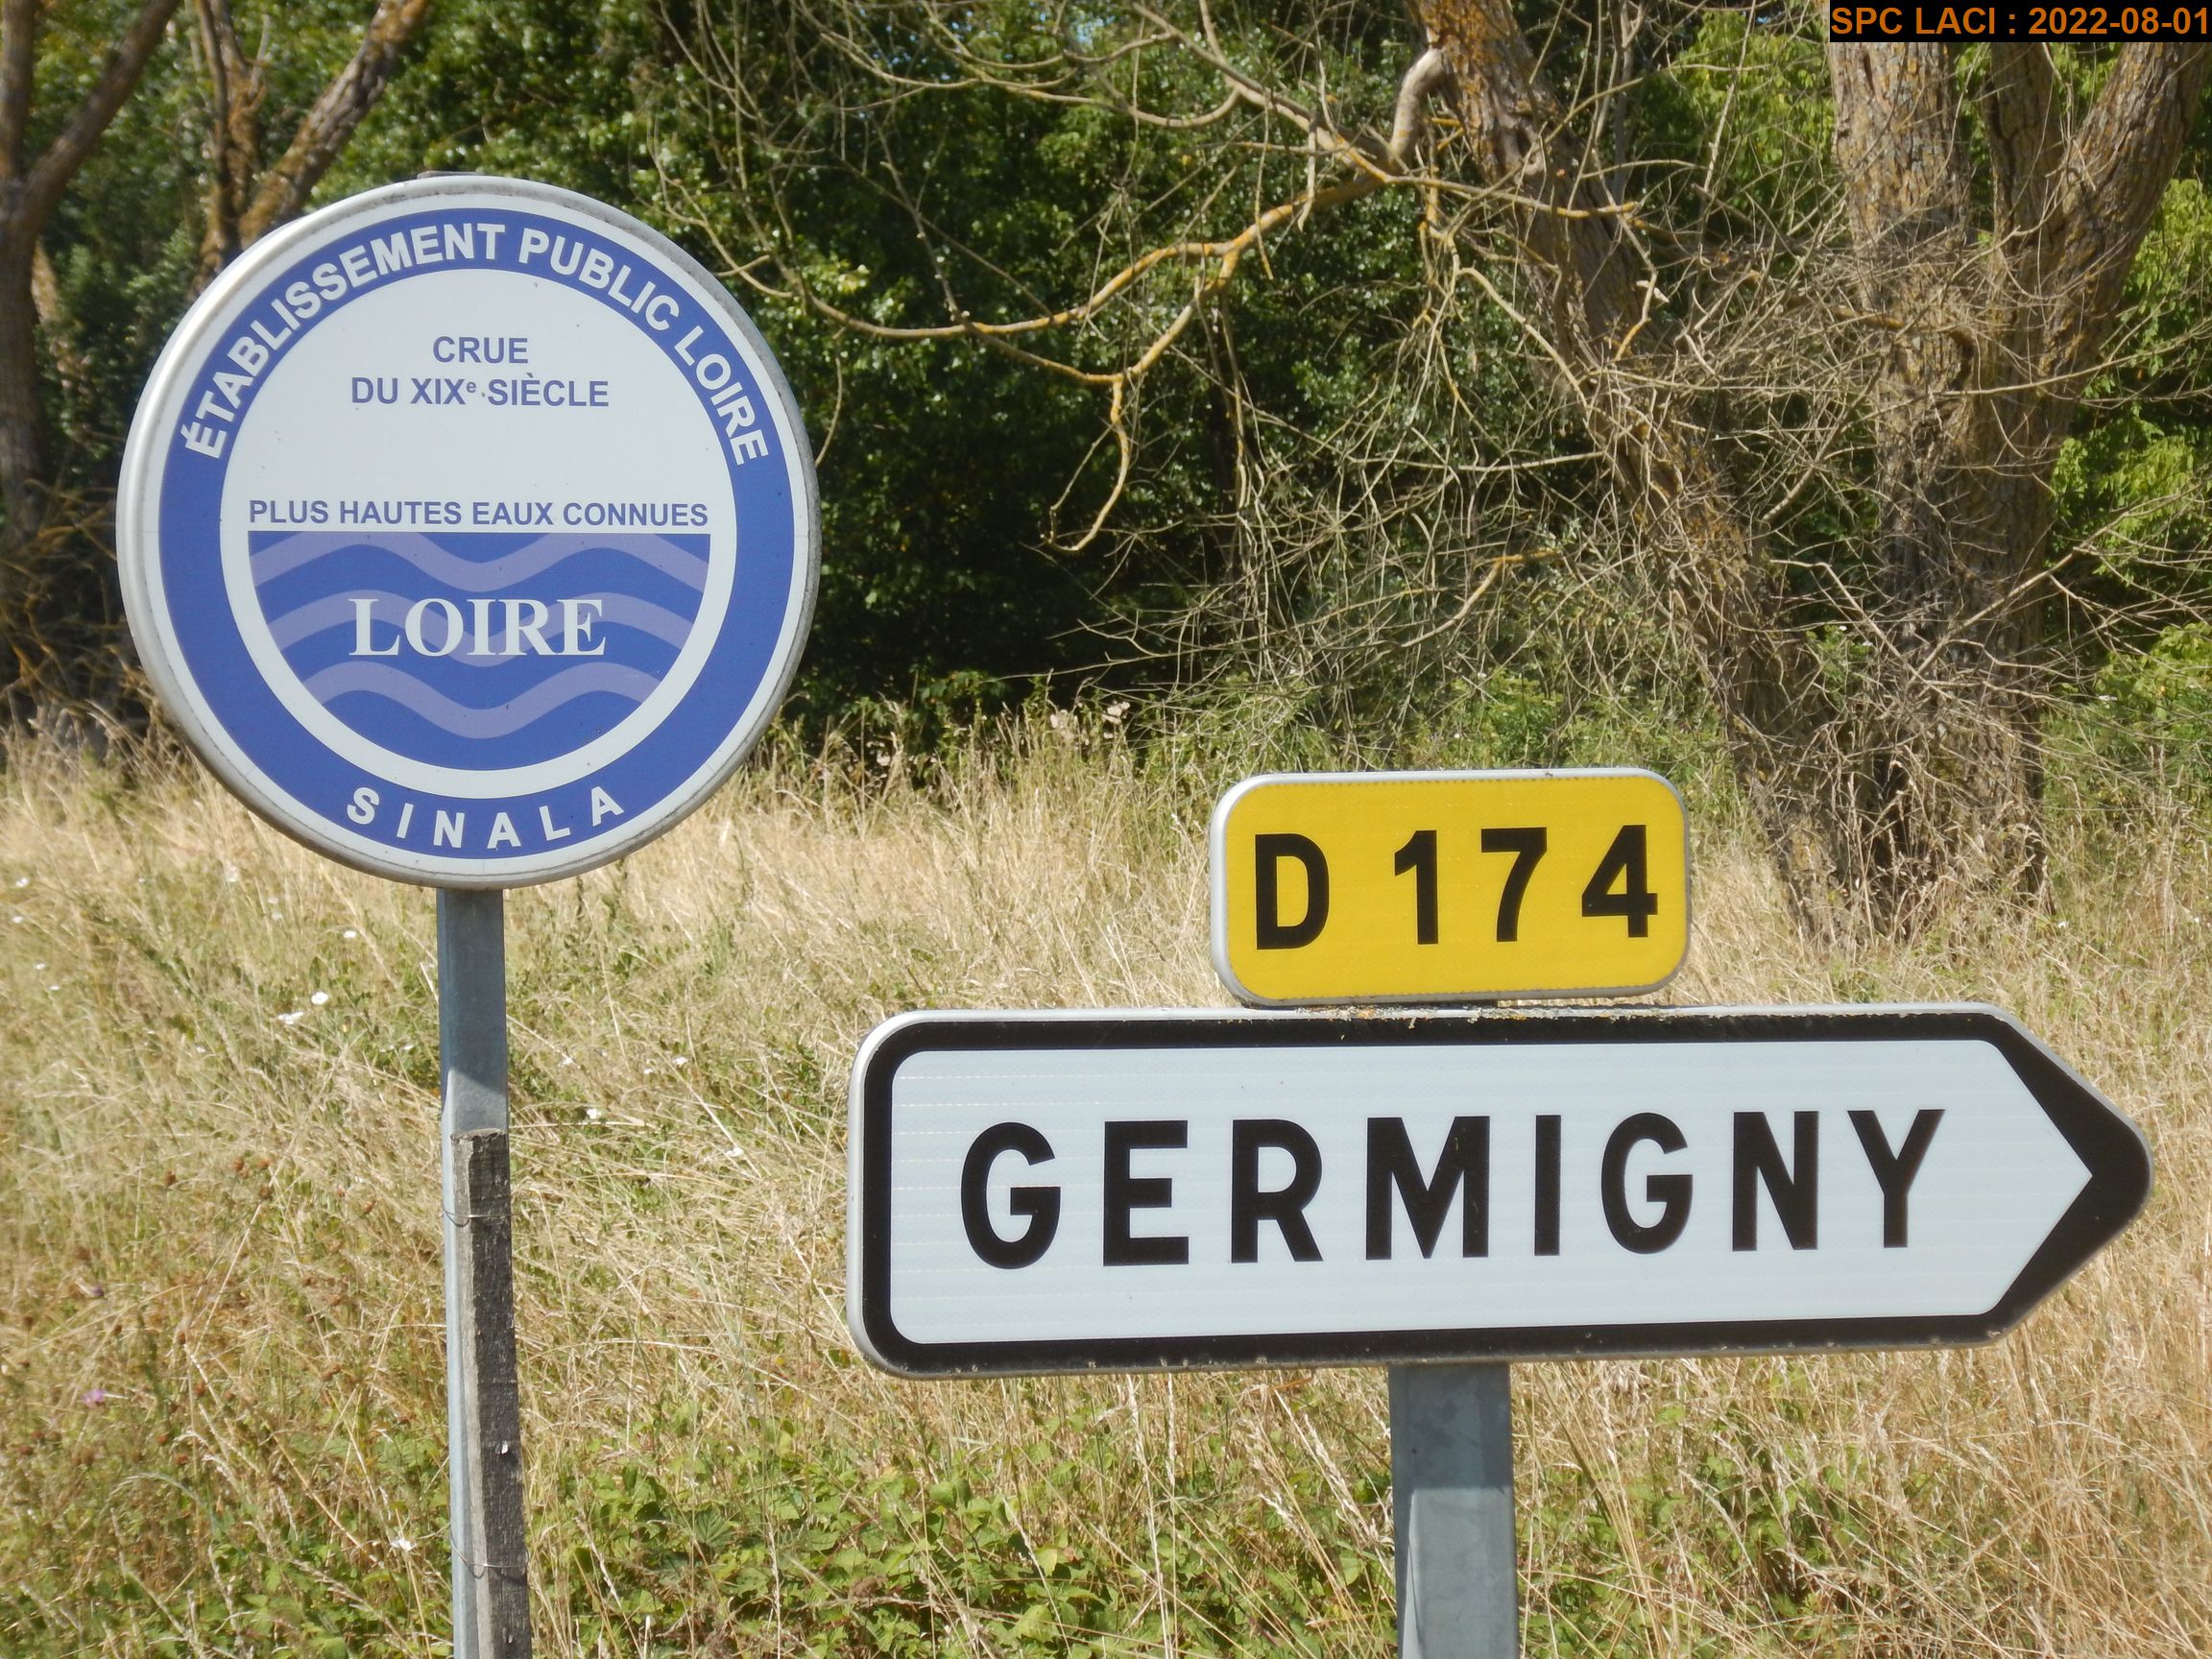 SPC LACI : 2022-08-01
ÉTABLISSEMENT PUBLIC LOIRE
CRUE
DU XIXe SIÈCLE
PLUS HAUTES EAUX CONNUES
LOIRE
SINALA
D 174
GERMIGNY